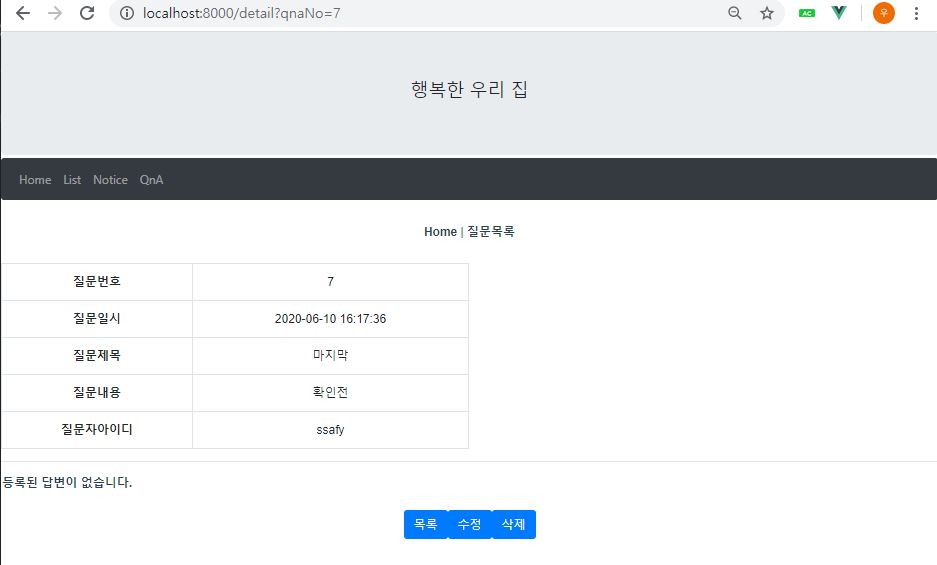 localhost:8000/detail?qnaNo=7
AC
우
행복한 우리 집
Home List Notice QnA
Home | 질문목록
질문번호 7
질문일시 2020-06-10 16:17:36
질문제목 마지막
질문내용 확인전
질문자아이디 ssafy
등록된 답변이 없습니다.
목록 수정 삭제